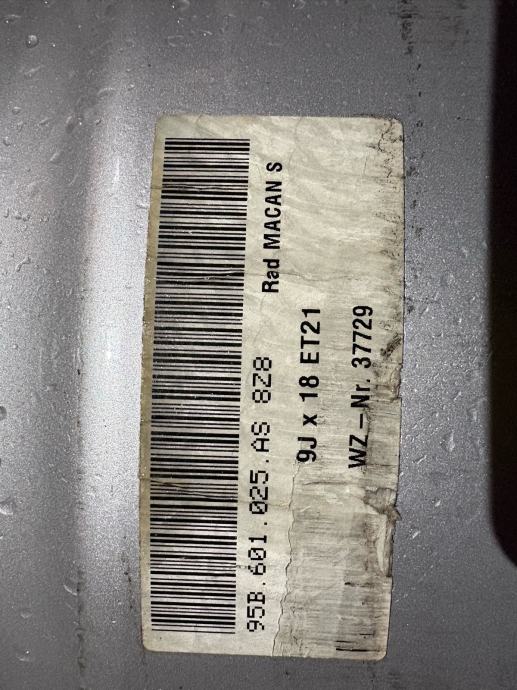 95B.601.025.AS 8Z8
Rad MACAN S
9J x 18 ET21
WZ-Nr. 37729